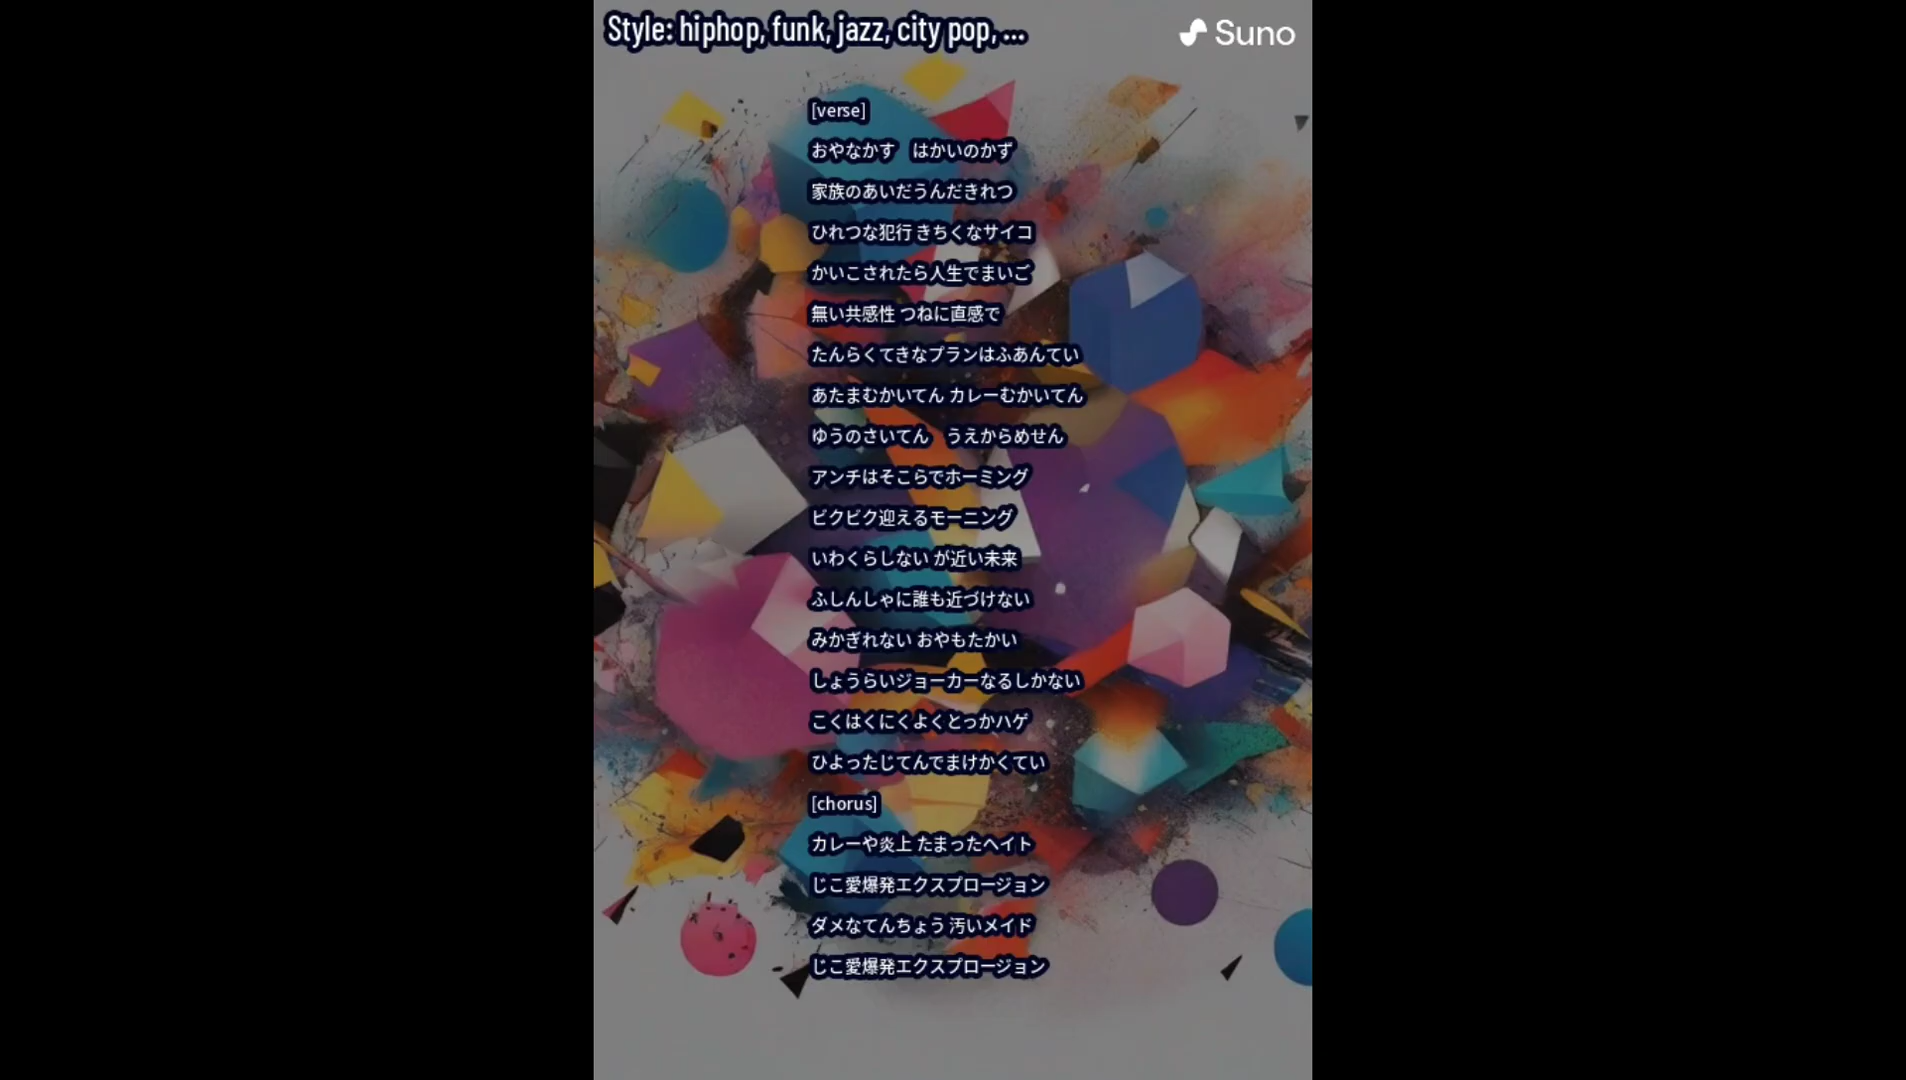 Style: hiphop, funk, jazz, city pop, ...
Suno
[verse]
おやなかす　はかいのかず
家族のあいだうんだきれつ
ひれつな犯行 きちくなサイコ
かいこされたら人生でまいご
無い共感性 つねに直感で
たんらくてきなプランはふあんてい
あたまむかいてん カレーむかいてん
ゆうのさいてん　うえからめせん
アンチはそこらでホーミング
ビクビク迎えるモーニング
いわくらしない が近い未来
ふしんしゃに誰も近づけない
みかぎれない おやもたかい
しょうらいジョーカーなるしかない
こくはくにくよくとっかハゲ
ひよったじてんでまけかくてい
[chorus]
カレーや炎上 たまったヘイト
じこ愛爆発エクスプロージョン
ダメなてんちょう 汚いメイド
じこ愛爆発エクスプロージョン